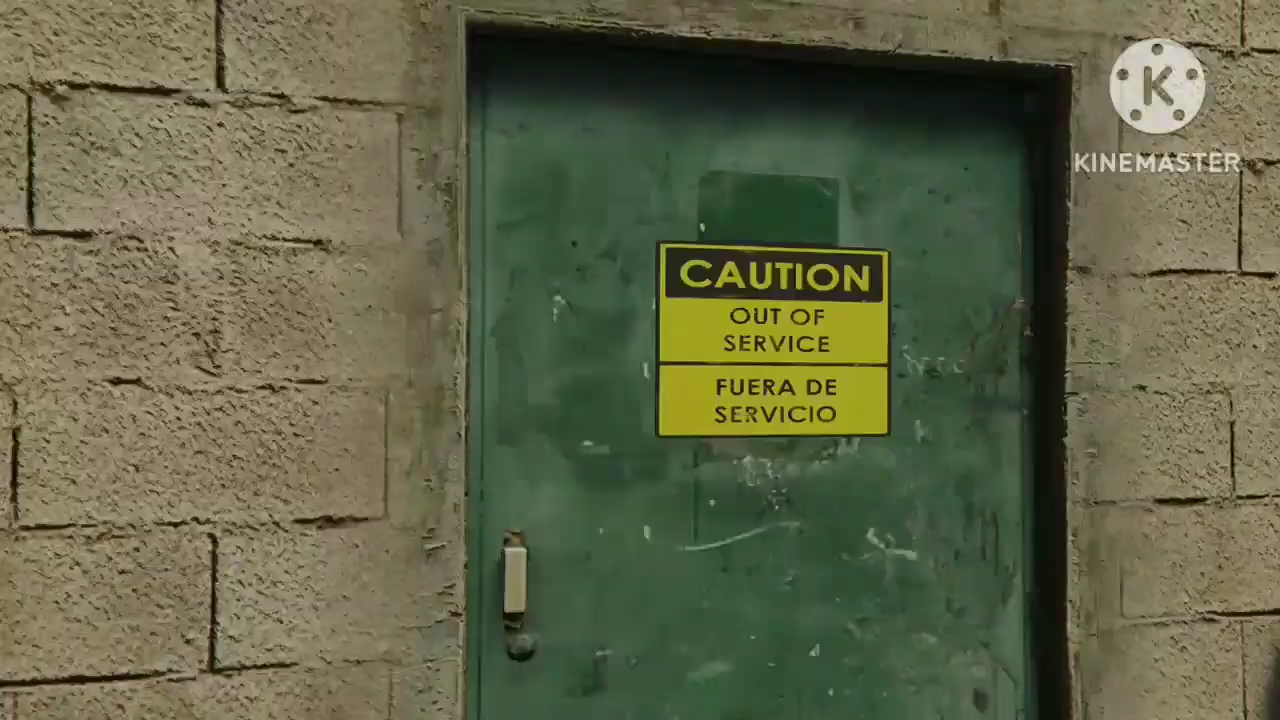 K
KINEMASTER
CAUTION
OUT OF
SERVICE
FUERA DE
SERVICIO